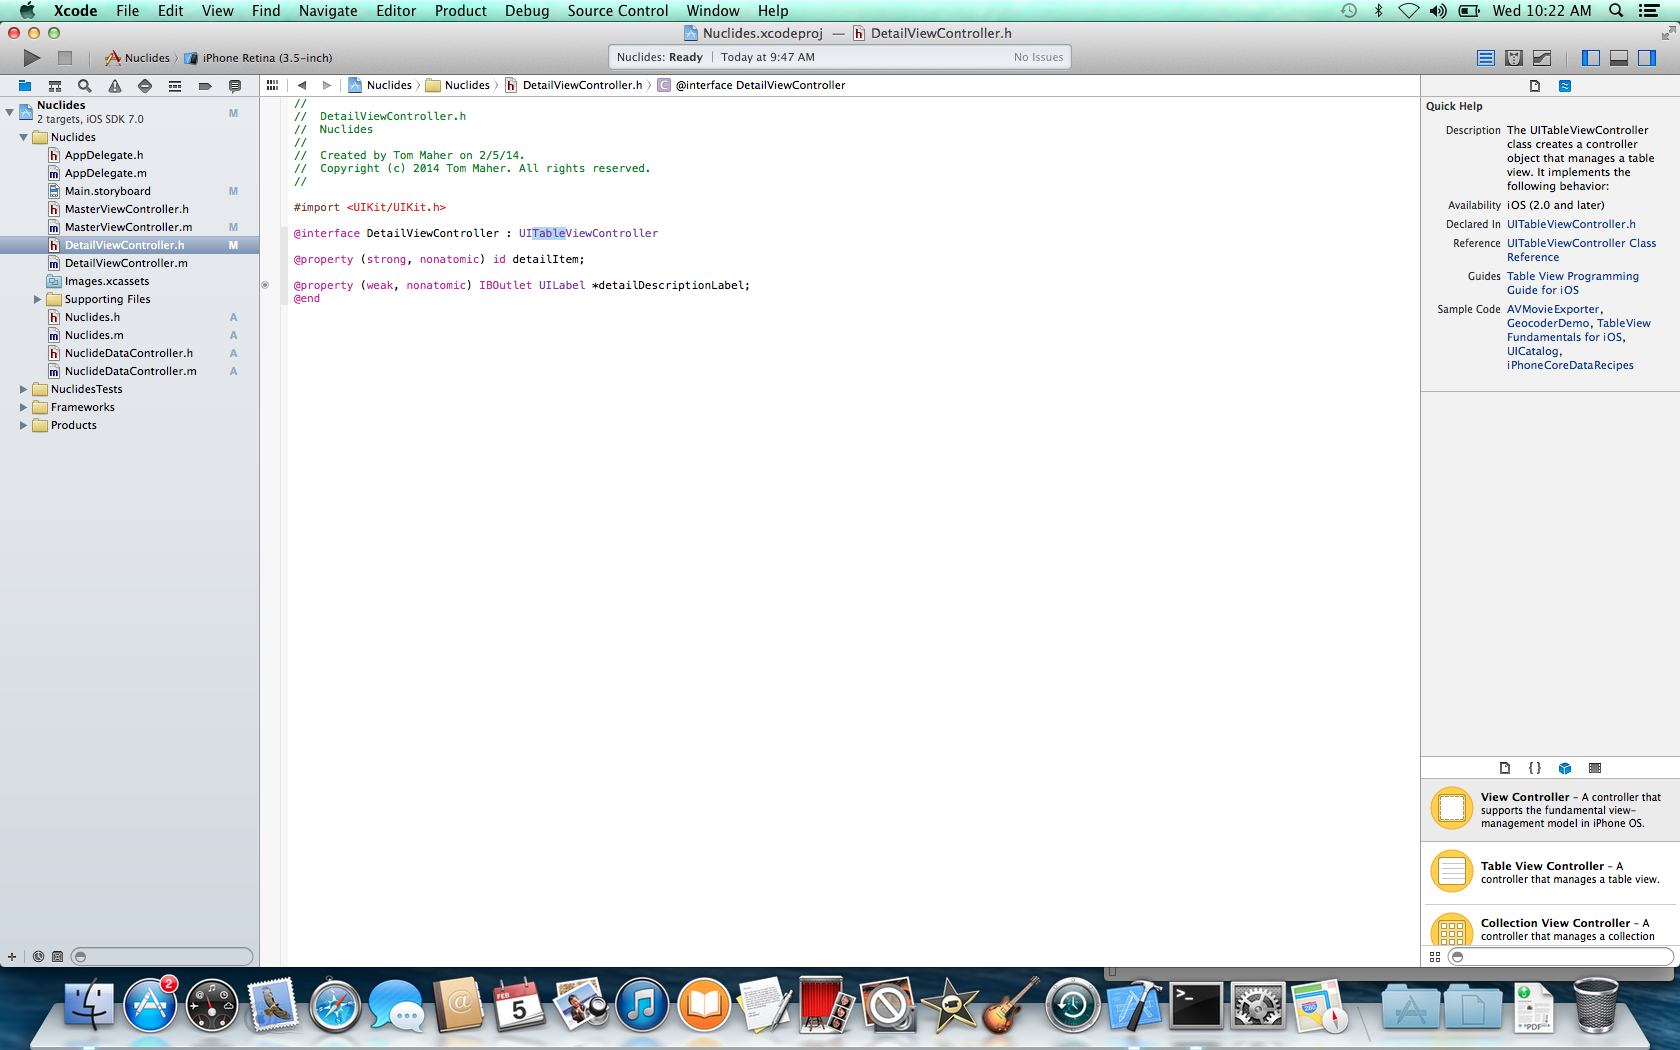 Xcode File Edit View Find Navigate Editor Product Debug Source Control Window Help Wed 10:22 AM
Nuclides.xcodeproj — DetailViewController.h
Nuclides iPhone Retina (3.5-inch)
Nuclides: Ready Today at 9:47 AM No Issues
Nuclides Nuclides DetailViewController.h @interface DetailViewController
Nuclides
2 targets, iOS SDK 7.0 M
Nuclides
AppDelegate.h
AppDelegate.m
Main.storyboard M
MasterViewController.h
MasterViewController.m M
DetailViewController.h M
DetailViewController.m
Images.xcassets
Supporting Files
Nuclides.h A
Nuclides.m A
NuclideDataController.h A
NuclideDataController.m A
NuclidesTests
Frameworks
Products
//
// DetailViewController.h
// Nuclides
//
// Created by Tom Maher on 2/5/14.
// Copyright (c) 2014 Tom Maher. All rights reserved.
//
#import <UIKit/UIKit.h>
@interface DetailViewController : UITableViewController
@property (strong, nonatomic) id detailItem;
@property (weak, nonatomic) IBOutlet UILabel *detailDescriptionLabel;
@end
Quick Help
Description The UITableViewController
class creates a controller
object that manages a table
view. It implements the
following behavior:
Availability iOS (2.0 and later)
Declared In UITableViewController.h
Reference UITableViewController Class
Reference
Guides Table View Programming
Guide for iOS
Sample Code AVMovieExporter,
GeocoderDemo, TableView
Fundamentals for iOS,
UICatalog,
iPhoneCoreDataRecipes
{ }
View Controller – A controller that
supports the fundamental view-
management model in iPhone OS.
Table View Controller – A
controller that manages a table view.
Collection View Controller – A
controller that manages a collection
2
FEB
5
>_
PDF